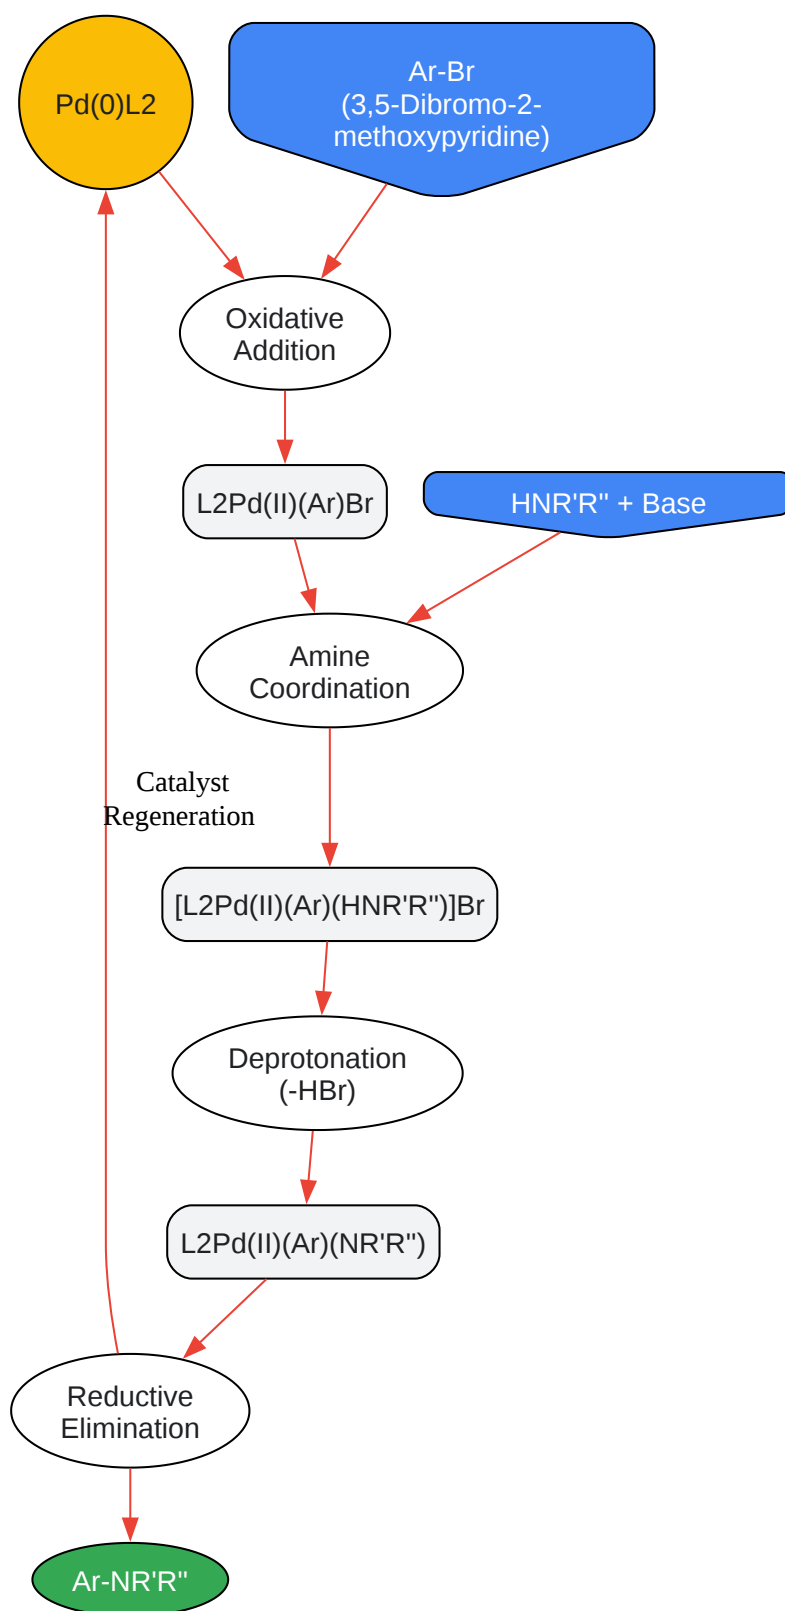 Pd(0)L2
Ar-Br
(3,5-Dibromo-2-
methoxypyridine)
Oxidative
Addition
L2Pd(II)(Ar)Br
HNR'R" + Base
Amine
Coordination
Catalyst
Regeneration
[L2Pd(II)(Ar)(HNR'R")]Br
Deprotonation
(-HBr)
L2Pd(II)(Ar)(NR'R")
Reductive
Elimination
Ar-NR'R"